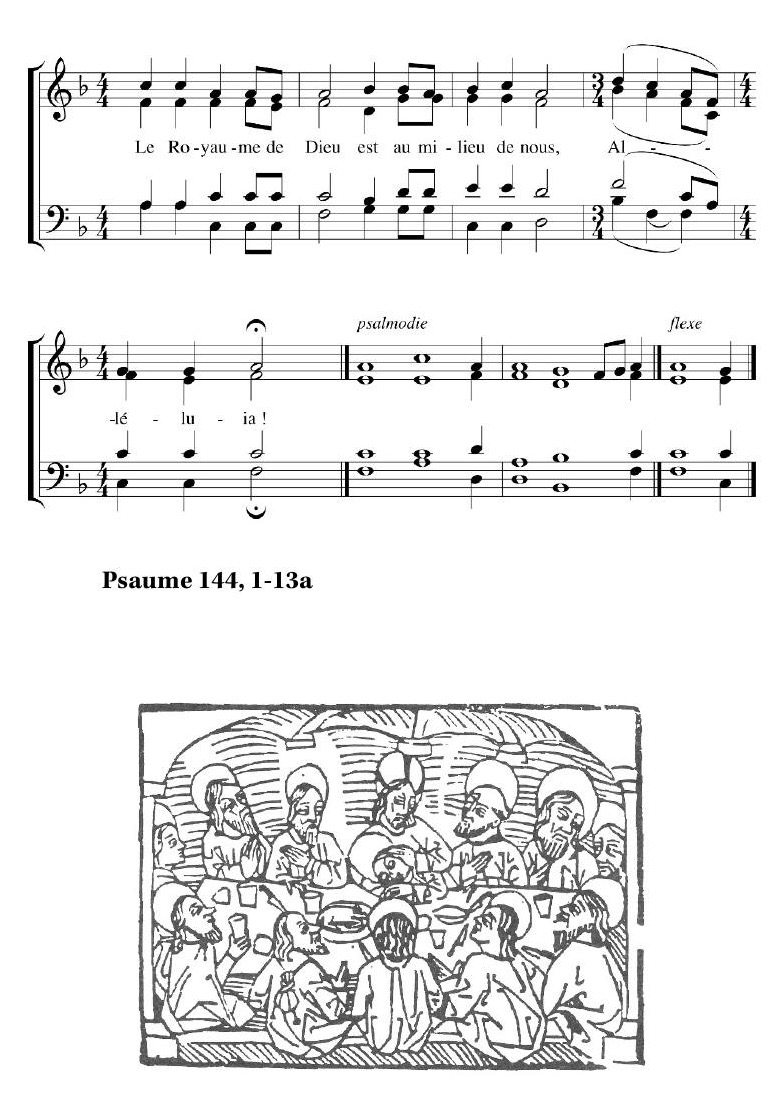 Le Ro - yau - me de Dieu est au mi - lieu de nous, Al - -
psalmodie flexe
-lé - lu - ia !
Psaume 144, 1-13a